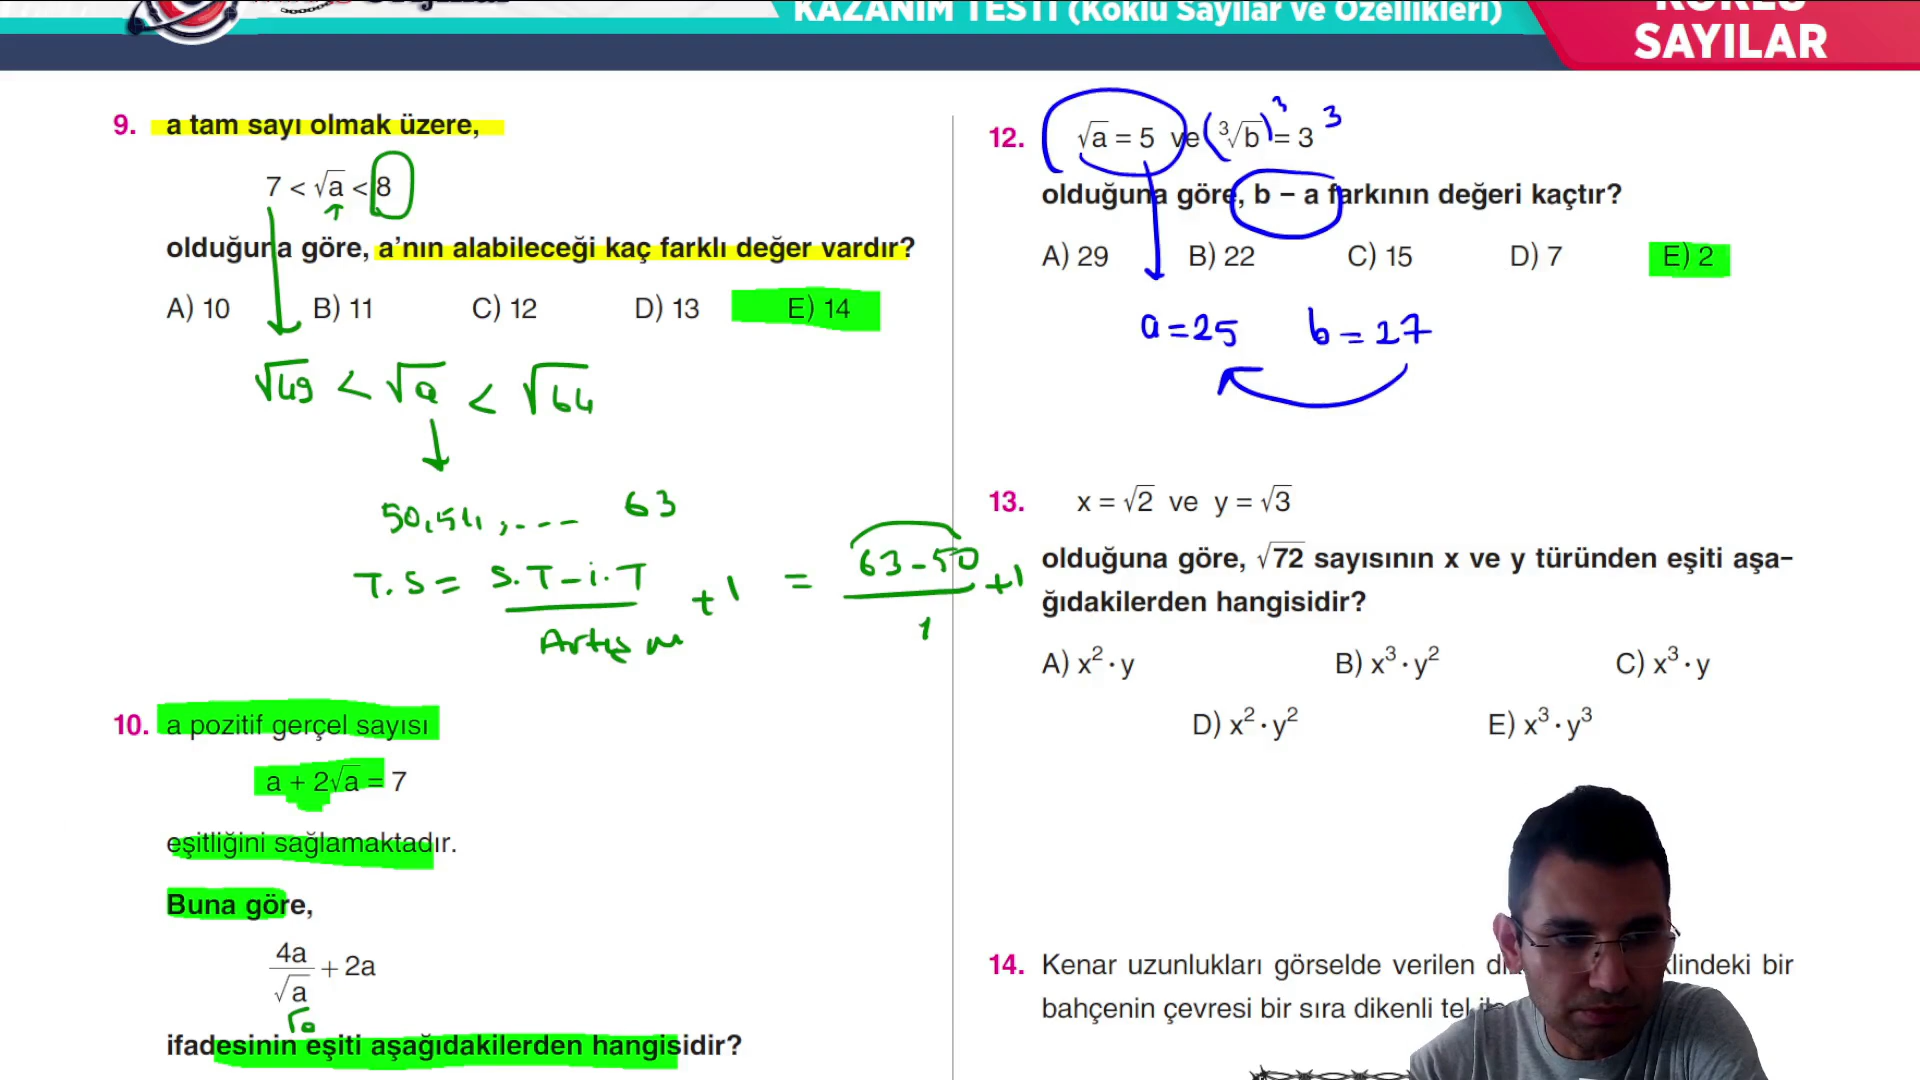 KAZANIM TESTİ (Köklü Sayılar ve Özellikleri)
KÖKLÜ
SAYILAR
9. a tam sayı olmak üzere,
7 < √a < 8
olduğuna göre, a’nın alabileceği kaç farklı değer vardır?
A) 10 B) 11 C) 12 D) 13 E) 14
√49 < √a < √64
50,51,,--- 63
T.S = S.T-İ.T / Artış m + 1 = 63-50 / 1 + 1
10. a pozitif gerçel sayısı
a + 2√a = 7
eşitliğini sağlamaktadır.
Buna göre,
4a/√a + 2a
√a
ifadesinin eşiti aşağıdakilerden hangisidir?
12. √a = 5 ve (³√b)³ = 3³
olduğuna göre, b – a farkının değeri kaçtır?
A) 29 B) 22 C) 15 D) 7 E) 2
a=25 b=27
13. x = √2 ve y = √3
olduğuna göre, √72 sayısının x ve y türünden eşiti aşa-
ğıdakilerden hangisidir?
A) x² · y B) x³ · y² C) x³ · y
D) x² · y² E) x³ · y³
14. Kenar uzunlukları görselde verilen bir
bahçenin çevresi bir sıra dikenli tel